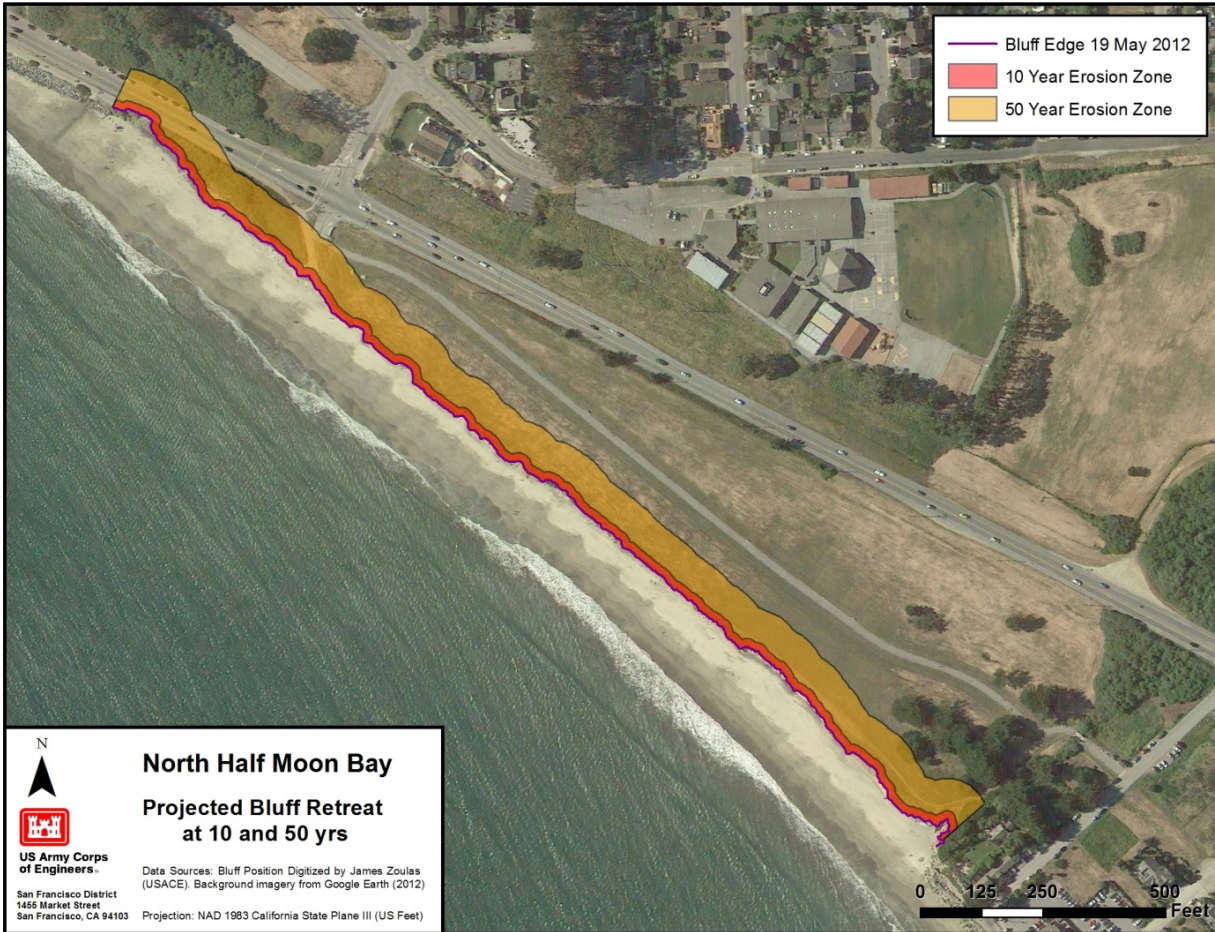 Bluff Edge 19 May 2012
10 Year Erosion Zone
50 Year Erosion Zone
N
North Half Moon Bay
Projected Bluff Retreat
at 10 and 50 yrs
US Army Corps
of Engineers
San Francisco District
1455 Market Street
San Francisco, CA 94103
Data Sources: Bluff Position Digitized by James Zoulas
(USACE). Background imagery from Google Earth (2012)
Projection: NAD 1983 California State Plane III (US Feet)
0 125 250 500
Feet